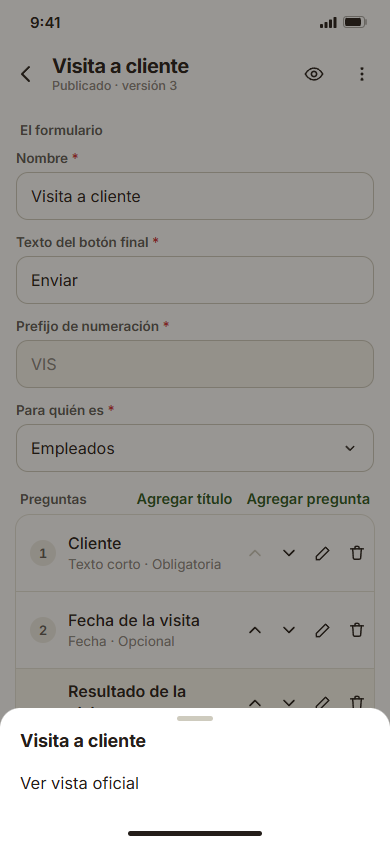 9:41
Visita a cliente
Publicado · versión 3
El formulario
Nombre *
Visita a cliente
Texto del botón final *
Enviar
Prefijo de numeración *
VIS
Para quién es *
Empleados
Preguntas Agregar título Agregar pregunta
1 Cliente
Texto corto · Obligatoria
2 Fecha de la visita
Fecha · Opcional
Resultado de la
Visita a cliente
Ver vista oficial